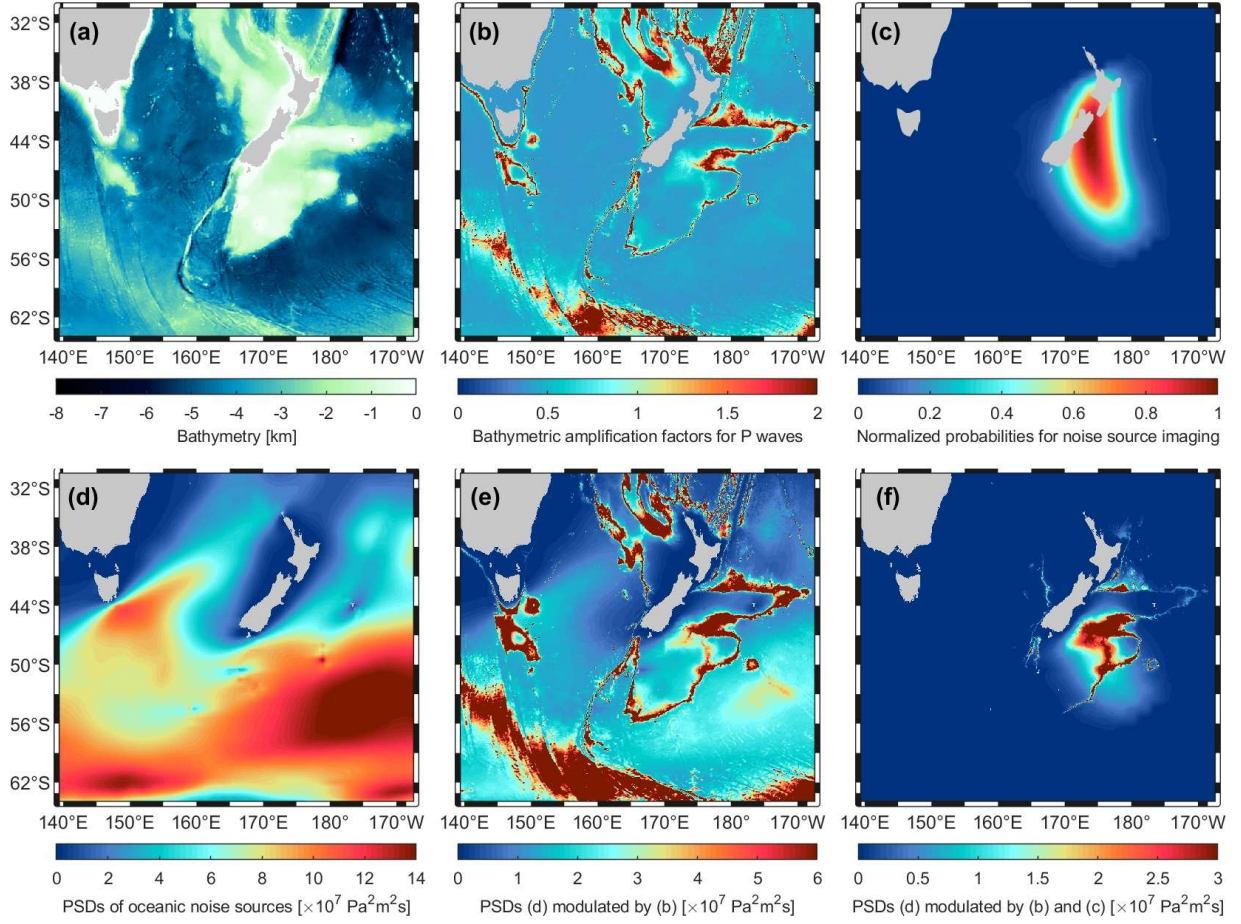 (a) (b) (c)
32°S
38°S
44°S
50°S
56°S
62°S
140°E 150°E 160°E 170°E 180°E 170°W
140°E 150°E 160°E 170°E 180°E 170°W
140°E 150°E 160°E 170°E 180°E 170°W
-8 -7 -6 -5 -4 -3 -2 -1 0
Bathymetry [km]
0 0.5 1 1.5 2
Bathymetric amplification factors for P waves
0 0.2 0.4 0.6 0.8 1
Normalized probabilities for noise source imaging
(d) (e) (f)
32°S
38°S
44°S
50°S
56°S
62°S
140°E 150°E 160°E 170°E 180°E 170°W
140°E 150°E 160°E 170°E 180°E 170°W
140°E 150°E 160°E 170°E 180°E 170°W
0 2 4 6 8 10 12 14
PSDs of oceanic noise sources [×10⁷ Pa²m²s]
0 1 2 3 4 5 6
PSDs (d) modulated by (b) [×10⁷ Pa²m²s]
0 0.5 1 1.5 2 2.5 3
PSDs (d) modulated by (b) and (c) [×10⁷ Pa²m²s]